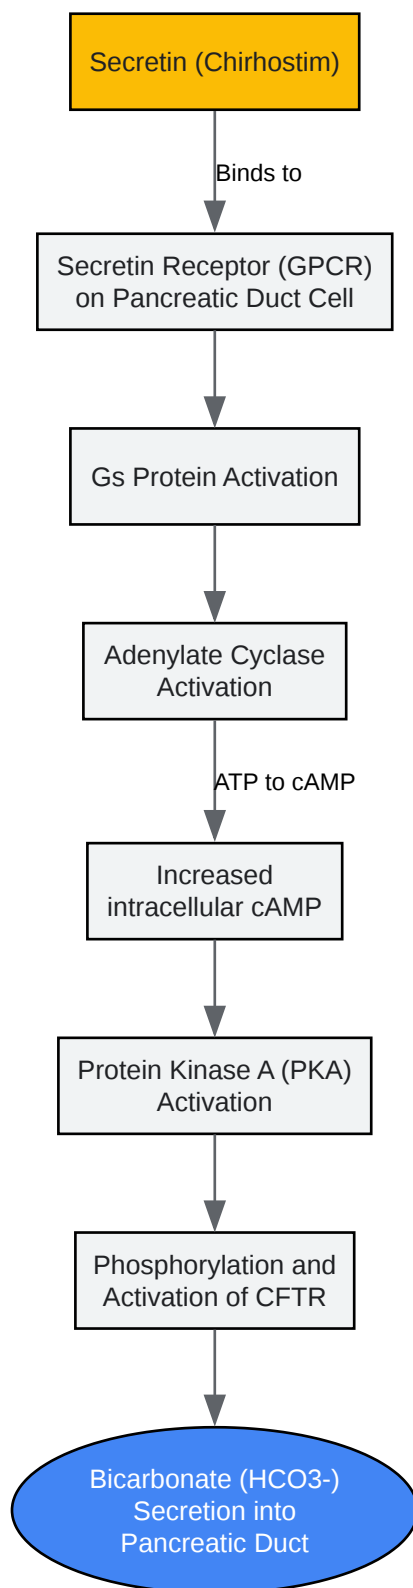 Secretin (Chirhostim)
Binds to
Secretin Receptor (GPCR)
on Pancreatic Duct Cell
Gs Protein Activation
Adenylate Cyclase
Activation
ATP to cAMP
Increased
intracellular cAMP
Protein Kinase A (PKA)
Activation
Phosphorylation and
Activation of CFTR
Bicarbonate (HCO3-)
Secretion into
Pancreatic Duct